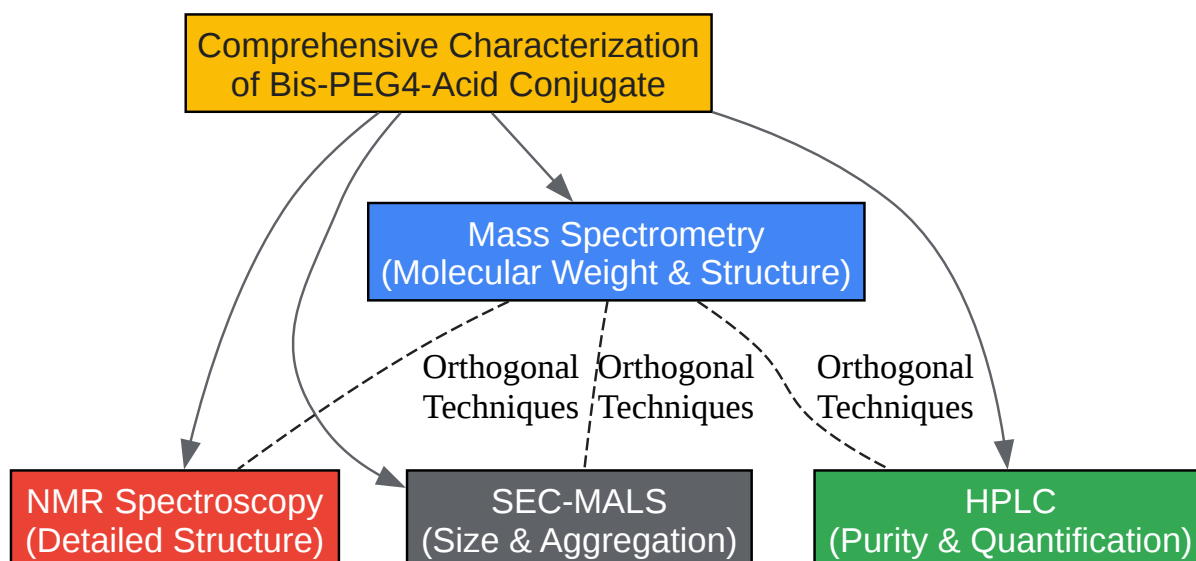 Comprehensive Characterization
of Bis-PEG4-Acid Conjugate
Mass Spectrometry
(Molecular Weight & Structure)
Orthogonal
Techniques
Orthogonal
Techniques
Orthogonal
Techniques
NMR Spectroscopy
(Detailed Structure)
SEC-MALS
(Size & Aggregation)
HPLC
(Purity & Quantification)